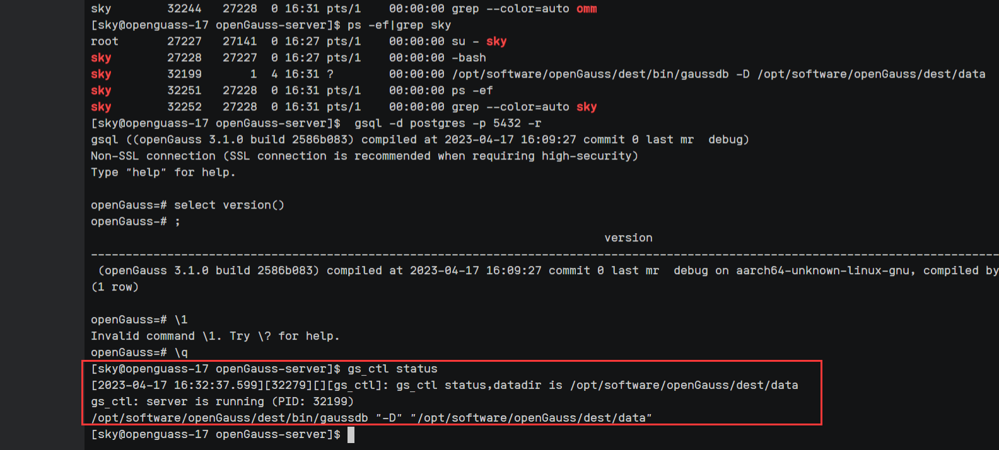 sky        32244   27228  0 16:31 pts/1    00:00:00 grep --color=auto omm
[sky@openguass-17 openGauss-server]$ ps -ef|grep sky
root       27227   27141  0 16:27 pts/1    00:00:00 su - sky
sky        27228   27227  0 16:27 pts/1    00:00:00 -bash
sky        32199       1  4 16:31 ?        00:00:00 /opt/software/openGauss/dest/bin/gaussdb -D /opt/software/openGauss/dest/data
sky        32251   27228  0 16:31 pts/1    00:00:00 ps -ef
sky        32252   27228  0 16:31 pts/1    00:00:00 grep --color=auto sky
[sky@openguass-17 openGauss-server]$  gsql -d postgres -p 5432 -r
gsql ((openGauss 3.1.0 build 2586b083) compiled at 2023-04-17 16:09:27 commit 0 last mr  debug)
Non-SSL connection (SSL connection is recommended when requiring high-security)
Type "help" for help.

openGauss=# select version()
openGauss-# ;
                                                                          version
------------------------------------------------------------------------------------------------------------------------------------
 (openGauss 3.1.0 build 2586b083) compiled at 2023-04-17 16:09:27 commit 0 last mr  debug on aarch64-unknown-linux-gnu, compiled by
(1 row)

openGauss=# \1
Invalid command \1. Try \? for help.
openGauss=# \q
[sky@openguass-17 openGauss-server]$ gs_ctl status
[2023-04-17 16:32:37.599][32279][][gs_ctl]: gs_ctl status,datadir is /opt/software/openGauss/dest/data
gs_ctl: server is running (PID: 32199)
/opt/software/openGauss/dest/bin/gaussdb "-D" "/opt/software/openGauss/dest/data"
[sky@openguass-17 openGauss-server]$